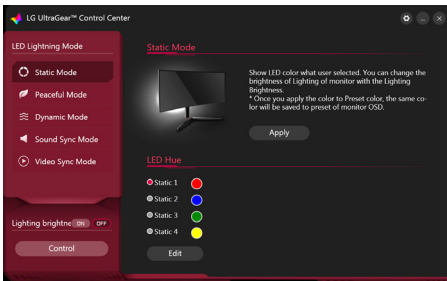 LG UltraGear™ Control Center
LED Lightning Mode
Static Mode
Peaceful Mode
Dynamic Mode
Sound Sync Mode
Video Sync Mode
Lighting brightne ON OFF
Control
Static Mode
Show LED color what user selected. You can change the
brightness of Lighting of monitor with the Lighting
Brightness.
* Once you apply the color to Preset color, the same co-
lor will be saved to preset of monitor OSD.
Apply
LED Hue
Static 1
Static 2
Static 3
Static 4
Edit